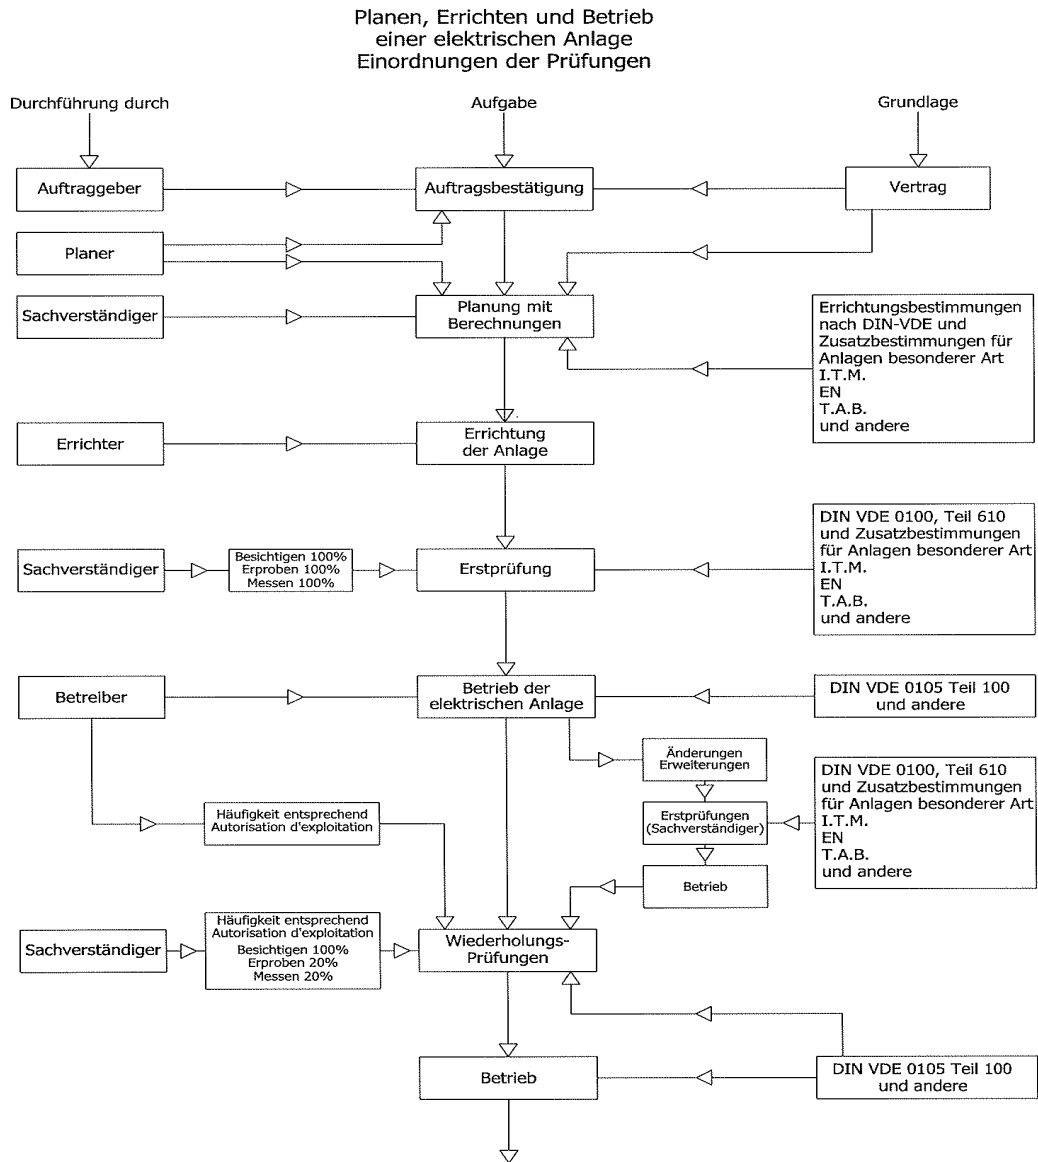 Planen, Errichten und Betrieb
einer elektrischen Anlage
Einordnungen der Prüfungen
Durchführung durch
Aufgabe
Grundlage
Auftraggeber
Auftragsbestätigung
Vertrag
Planer
Sachverständiger
Planung mit
Berechnungen
Errichtungsbestimmungen
nach DIN-VDE und
Zusatzbestimmungen für
Anlagen besonderer Art
I.T.M.
EN
T.A.B.
und andere
Errichter
Errichtung
der Anlage
Sachverständiger
Besichtigen 100%
Erproben 100%
Messen 100%
Erstprüfung
DIN VDE 0100, Teil 610
und Zusatzbestimmungen
für Anlagen besonderer Art
I.T.M.
EN
T.A.B.
und andere
Betreiber
Betrieb der
elektrischen Anlage
DIN VDE 0105 Teil 100
und andere
Änderungen
Erweiterungen
Erstprüfungen
(Sachverständiger)
Betrieb
DIN VDE 0100, Teil 610
und Zusatzbestimmungen
für Anlagen besonderer Art
I.T.M.
EN
T.A.B.
und andere
Häufigkeit entsprechend
Autorisation d'exploitation
Sachverständiger
Häufigkeit entsprechend
Autorisation d'exploitation
Besichtigen 100%
Erproben 20%
Messen 20%
Wiederholungs-
Prüfungen
Betrieb
DIN VDE 0105 Teil 100
und andere